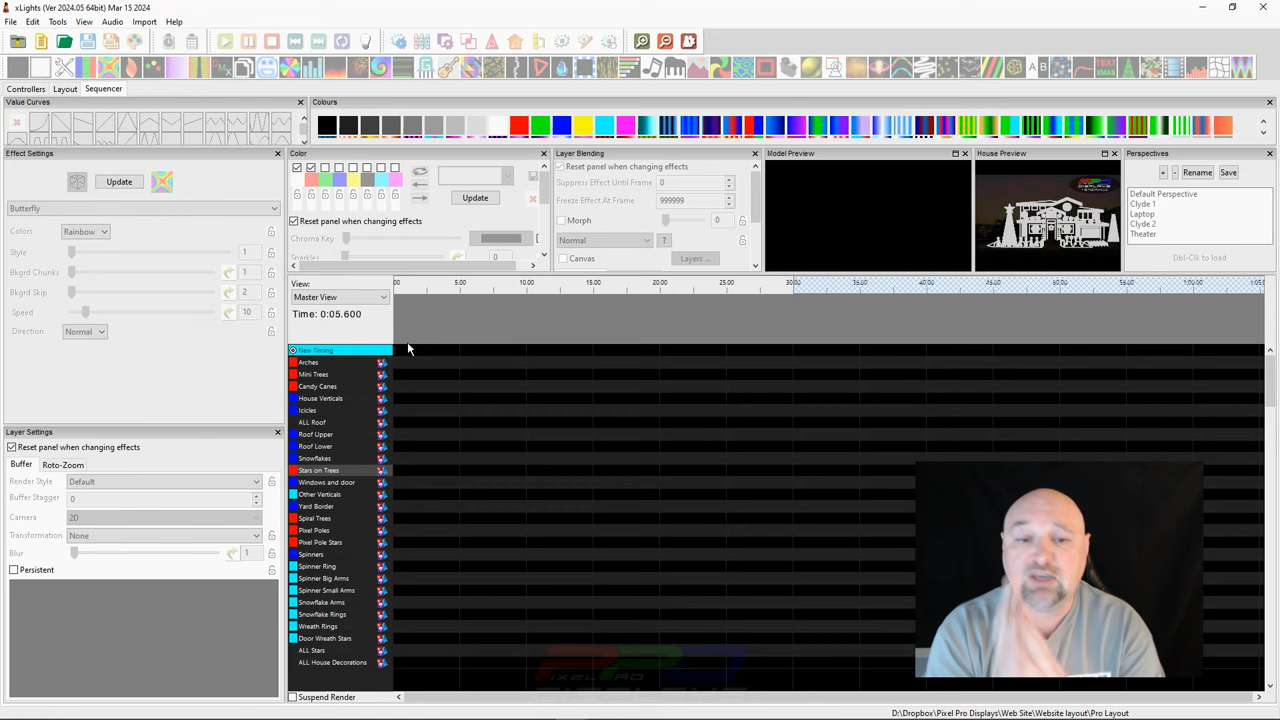 xLights (Ver 2024.05 64bit) Mar 15 2024
File Edit Tools View Audio Import Help
Controllers Layout Sequencer
Value Curves
Colours
Effect Settings
Color
Layer Blending
Model Preview
House Preview
Perspectives
Update
Butterfly
Colors Rainbow
Style 1
Bkgrd Chunks 1
Bkgrd Skip 2
Speed 10
Direction Normal
Update
Reset panel when changing effects
Chroma Key
Sparkles 0
Reset panel when changing effects
Suppress Effect Until Frame 0
Freeze Effect At Frame 999999
Morph 0
Normal ?
Canvas Layers ...
+ - Rename Save
Default Perspective
Clyde 1
Laptop
Clyde 2
Theater
Dbl-Clk to load
View:
Master View
Time: 0:05.600
00 5.00 10.00 15.00 20.00 25.00 30.00 35.00 40.00 45.00 50.00 55.00 1:00.00 1:05.
New Timing
Arches
Mini Trees
Candy Canes
House Verticals
Icicles
ALL Roof
Roof Upper
Roof Lower
Snowflakes
Stars on Trees
Windows and door
Other Verticals
Yard Border
Spiral Trees
Pixel Poles
Pixel Pole Stars
Spinners
Spinner Ring
Spinner Big Arms
Spinner Small Arms
Snowflake Arms
Snowflake Rings
Wreath Rings
Door Wreath Stars
ALL Stars
ALL House Decorations
Suspend Render
Layer Settings
Reset panel when changing effects
Buffer Roto-Zoom
Render Style Default
Buffer Stagger 0
Camera 2D
Transformation None
Blur 1
Persistent
D:\Dropbox\Pixel Pro Displays\Web Site\Website layout\Pro Layout